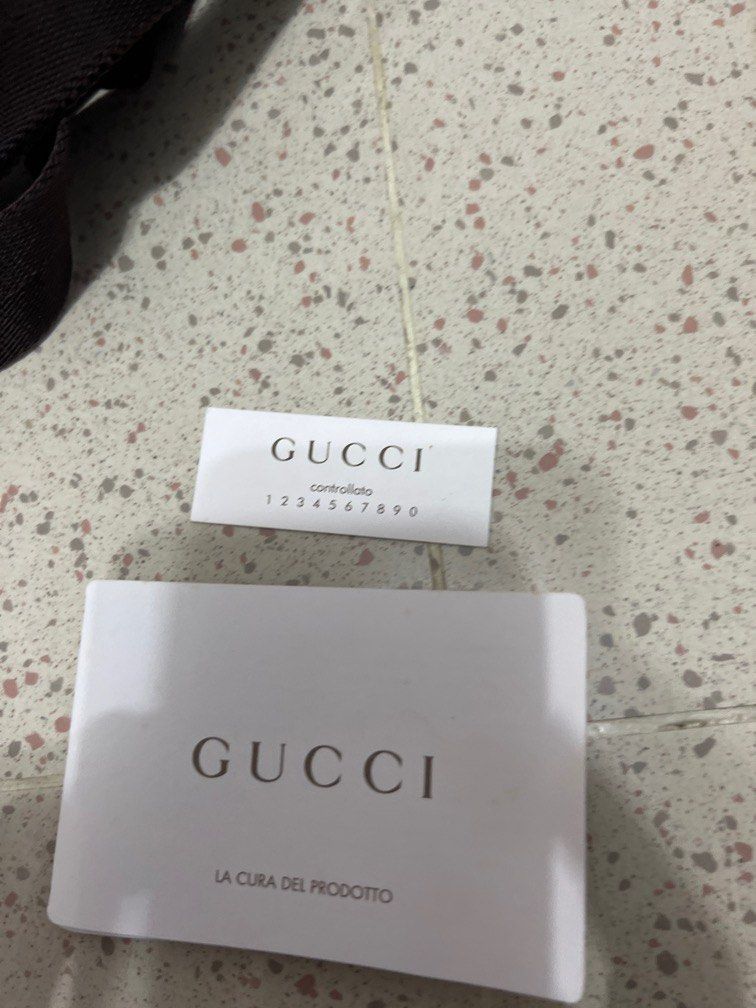 GUCCI
controllato
1 2 3 4 5 6 7 8 9 0
GUCCI
LA CURA DEL PRODOTTO